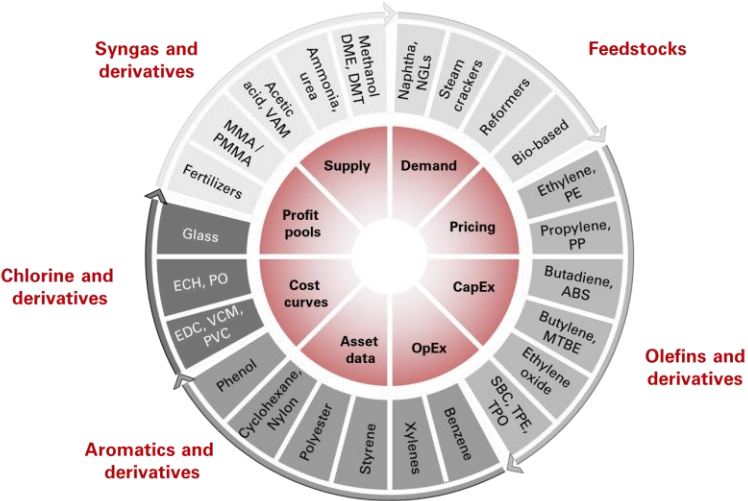 Syngas and
derivatives
Feedstocks
Olefins and
derivatives
Aromatics and
derivatives
Chlorine and
derivatives
Naphtha,
NGLs
Steam
crackers
Reformers
Bio-based
Ethylene,
PE
Propylene,
PP
Butadiene,
ABS
Butylene,
MTBE
Ethylene
oxide
SBC, TPE,
TPO
Benzene
Xylenes
Styrene
Polyester
Cyclohexane,
Nylon
Phenol
EDC, VCM,
PVC
ECH, PO
Glass
Fertilizers
MMA/
PMMA
Acetic
acid, VAM
Ammonia,
urea
Methanol
DME, DMT
Supply
Demand
Pricing
CapEx
OpEx
Asset
data
Cost
curves
Profit
pools